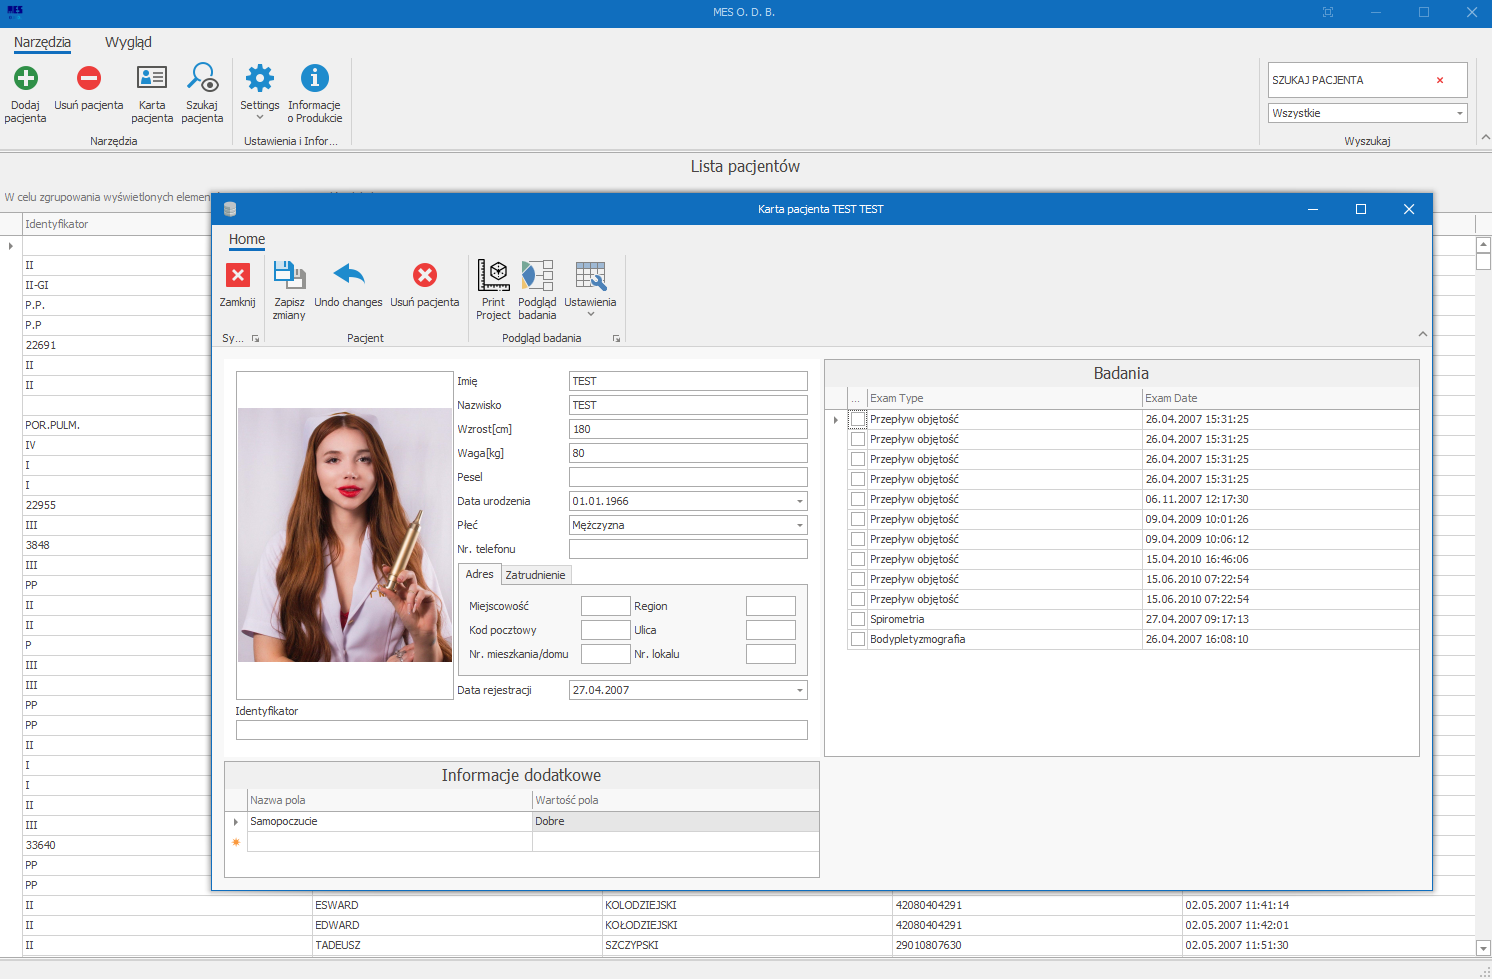 MES
MES O. D. B.
Narzędzia Wygląd
Dodaj pacjenta
Usuń pacjenta
Karta pacjenta
Szukaj pacjenta
Settings
Informacje o Produkcie
Narzędzia
Ustawienia i Infor...
SZUKAJ PACJENTA
Wszystkie
Wyszukaj
Lista pacjentów
W celu zgrupowania wyświetlonych
Identyfikator
II
II-GI
P.P.
P.P
22691
II
II
POR.PULM.
IV
I
I
22955
III
3848
III
PP
II
II
P
III
III
PP
PP
II
I
I
II
III
33640
PP
PP
II ESWARD KOLODZIEJSKI 42080404291 02.05.2007 11:41:14
II EDWARD KOŁODZIEJSKI 42080404291 02.05.2007 11:42:01
II TADEUSZ SZCZYPSKI 29010807630 02.05.2007 11:51:30
Karta pacjenta TEST TEST
Home
Zamknij
Zapisz zmiany
Undo changes
Usuń pacjenta
Print Project
Podgląd badania
Ustawienia
Sy...
Pacjent
Podgląd badania
Imię TEST
Nazwisko TEST
Wzrost[cm] 180
Waga[kg] 80
Pesel
Data urodzenia 01.01.1966
Płeć Mężczyzna
Nr. telefonu
Adres Zatrudnienie
Miejscowość Region
Kod pocztowy Ulica
Nr. mieszkania/domu Nr. lokalu
Data rejestracji 27.04.2007
Identyfikator
Informacje dodatkowe
Nazwa pola Wartość pola
Samopoczucie Dobre
Badania
... Exam Type Exam Date
Przepływ objętość 26.04.2007 15:31:25
Przepływ objętość 26.04.2007 15:31:25
Przepływ objętość 26.04.2007 15:31:25
Przepływ objętość 26.04.2007 15:31:25
Przepływ objętość 06.11.2007 12:17:30
Przepływ objętość 09.04.2009 10:01:26
Przepływ objętość 09.04.2009 10:06:12
Przepływ objętość 15.04.2010 16:46:06
Przepływ objętość 15.06.2010 07:22:54
Przepływ objętość 15.06.2010 07:22:54
Spirometria 27.04.2007 09:17:13
Bodypletyzmografia 26.04.2007 16:08:10